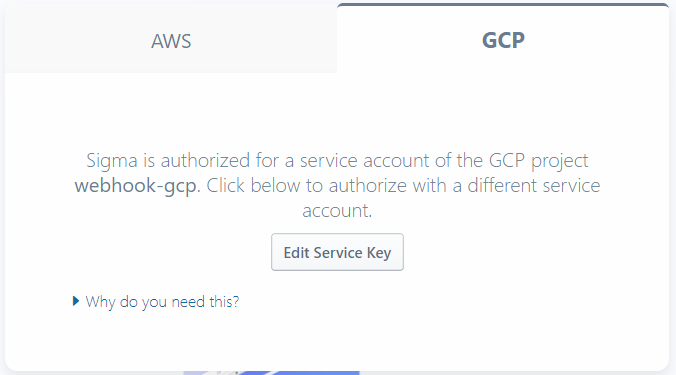 AWS
GCP
Sigma is authorized for a service account of the GCP project
webhook-gcp. Click below to authorize with a different service
account.
Edit Service Key
Why do you need this?